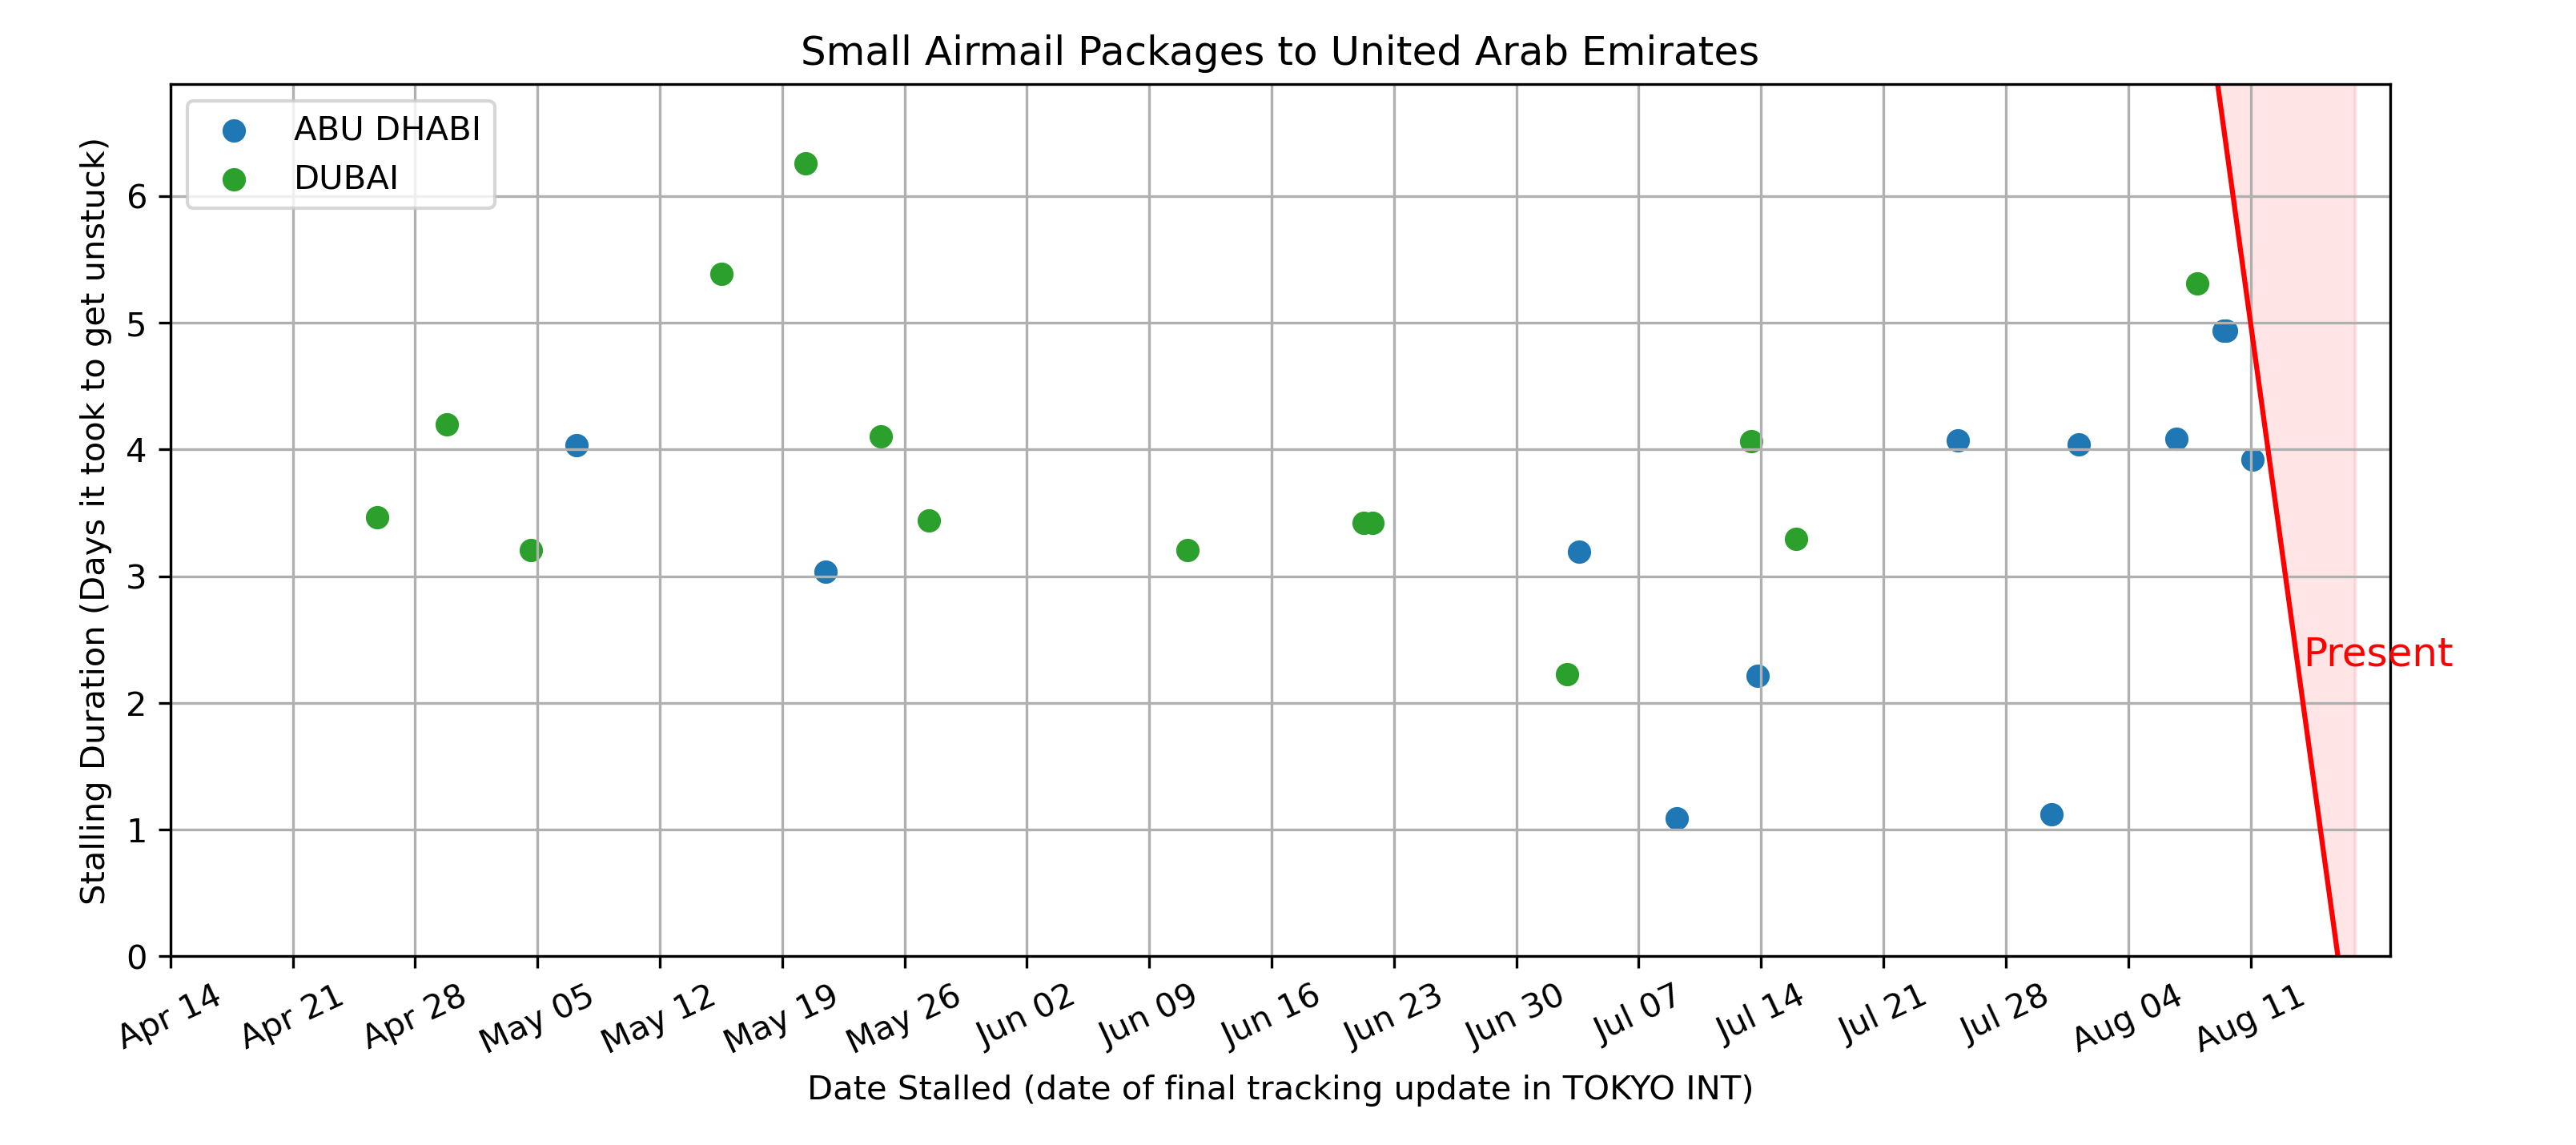 Small Airmail Packages to United Arab Emirates
ABU DHABI
DUBAI
Stalling Duration (Days it took to get unstuck)
6
5
4
3
2
1
0
Present
Apr 14
Apr 21
Apr 28
May 05
May 12
May 19
May 26
Jun 02
Jun 09
Jun 16
Jun 23
Jun 30
Jul 07
Jul 14
Jul 21
Jul 28
Aug 04
Aug 11
Date Stalled (date of final tracking update in TOKYO INT)